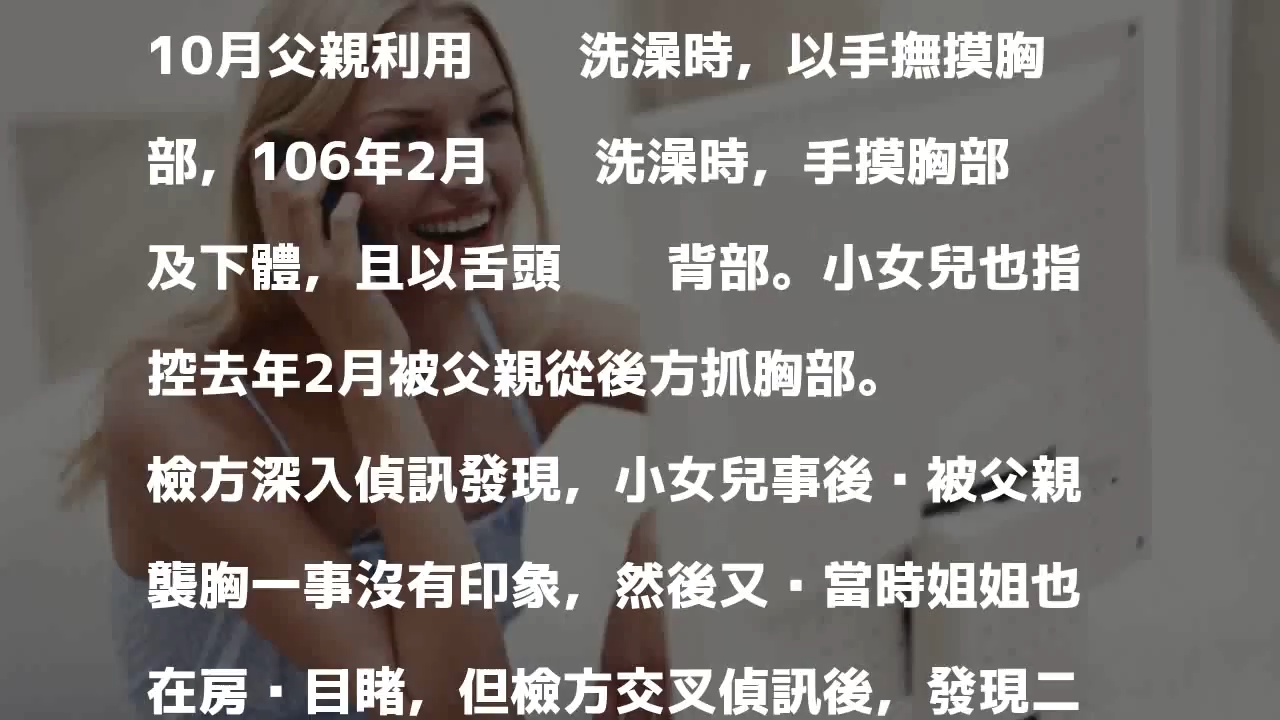 10月父親利用　　洗澡時，以手撫摸胸
部，106年2月　　洗澡時，手摸胸部
及下體，且以舌頭　　背部。小女兒也指
控去年2月被父親從後方抓胸部。
檢方深入偵訊發現，小女兒事後·被父親
襲胸一事沒有印象，然後又·當時姐姐也
在房·目睹，但檢方交叉偵訊後，發現二